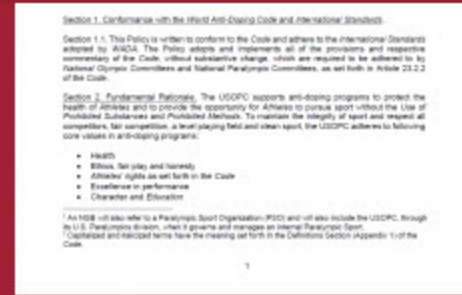 Section 1. Conformance with the World Anti-Doping Code and International Standards.
Section 1.1. This Policy is written to conform to the Code and adhere to the International Standards
adopted by WADA. The Policy adopts and implements all of the provisions and respective
commentary of the Code, without substantive change, which are required to be adhered to by
National Olympic Committees and National Paralympic Committees, as set forth in Article 23.2.2
of the Code.
Section 2. Fundamental Rationale. The USOPC supports anti-doping programs to protect the
health of Athletes and to provide the opportunity for Athletes to pursue sport without the Use of
Prohibited Substances and Prohibited Methods. To maintain the integrity of sport and respect all
competitors, fair competition, a level playing field and clean sport, the USOPC adheres to following
core values in anti-doping programs:
• Health
• Ethics, fair play and honesty
• Athletes' rights as set forth in the Code
• Excellence in performance
• Character and Education
1 An NGB will also refer to a Paralympic Sport Organization (PSO) and will also include the USOPC, through
its U.S. Paralympics division, when it governs and manages an internal Paralympic Sport.
2 Capitalized and italicized terms have the meaning set forth in the Definitions Section (Appendix 1) of the
Code.
1